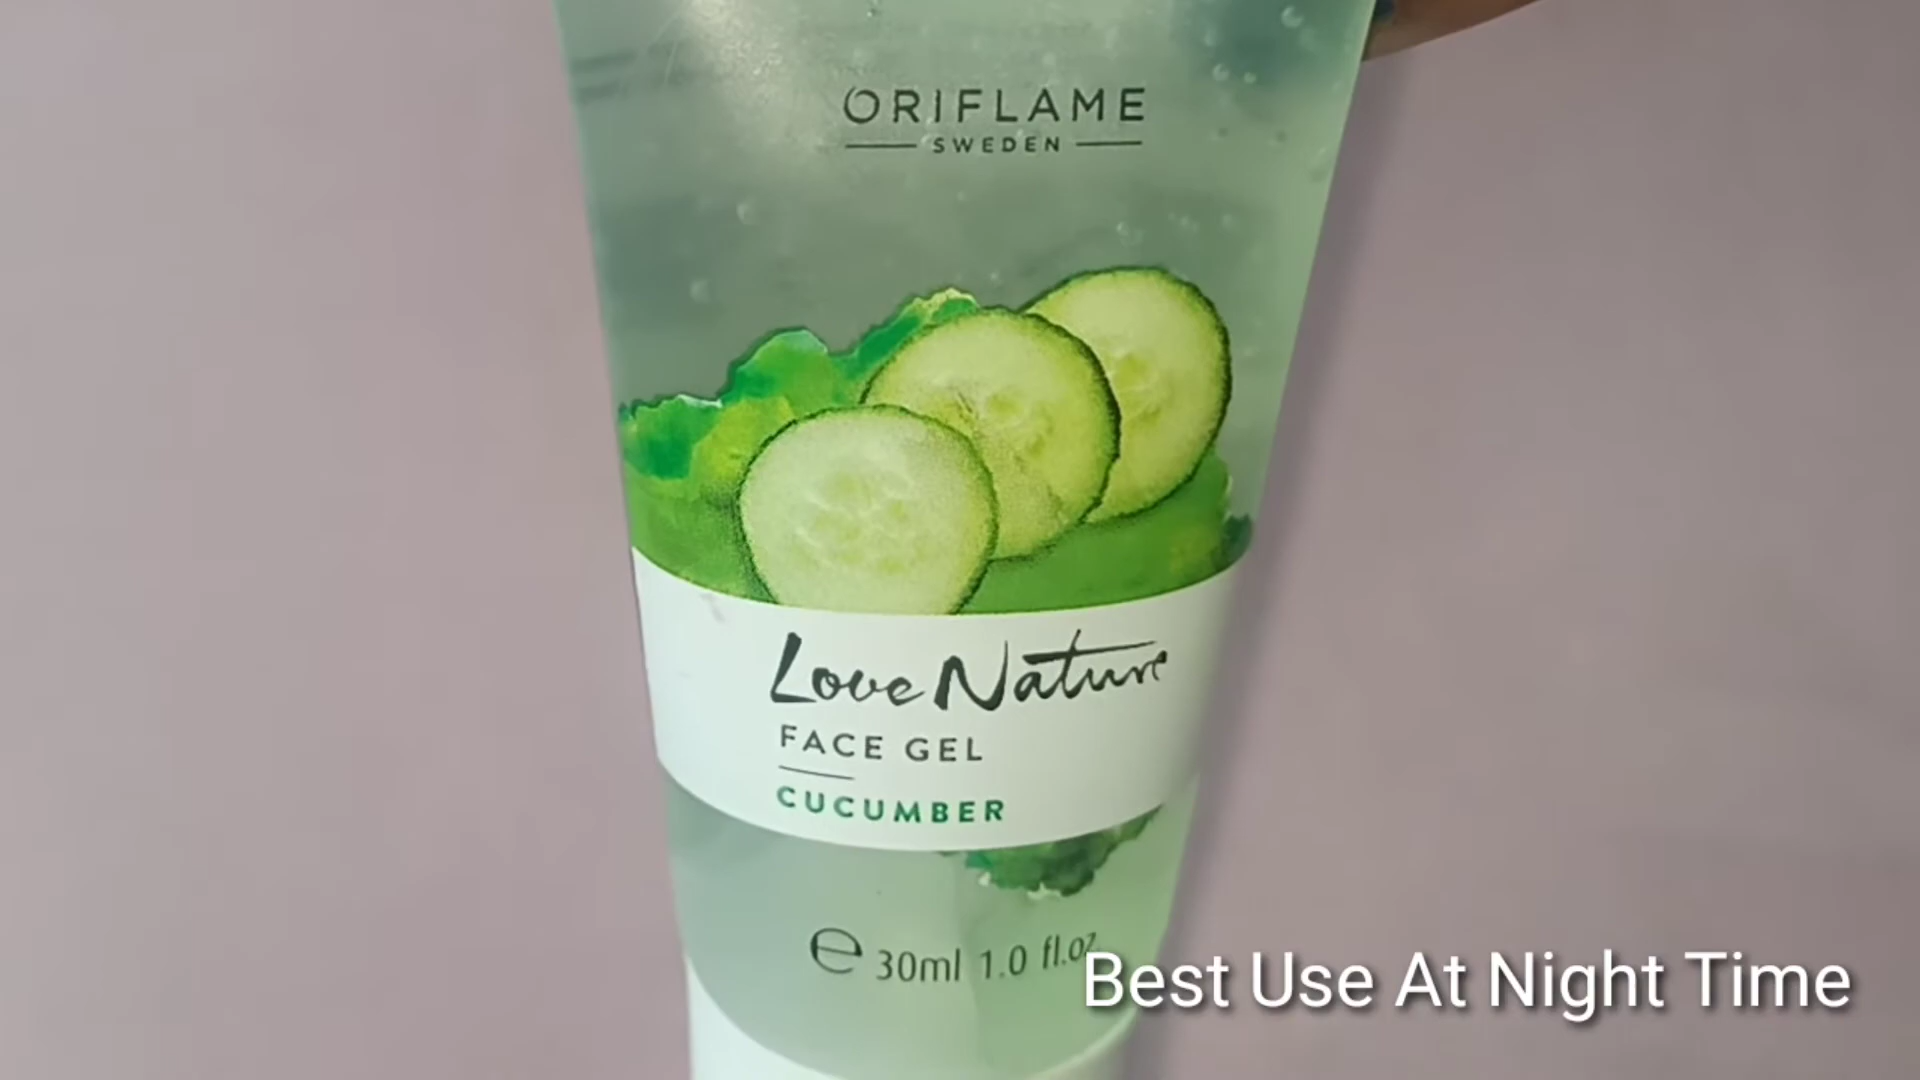 ORIFLAME
SWEDEN
Love Nature
FACE GEL
CUCUMBER
e 30ml 1.0 fl.oz
Best Use At Night Time